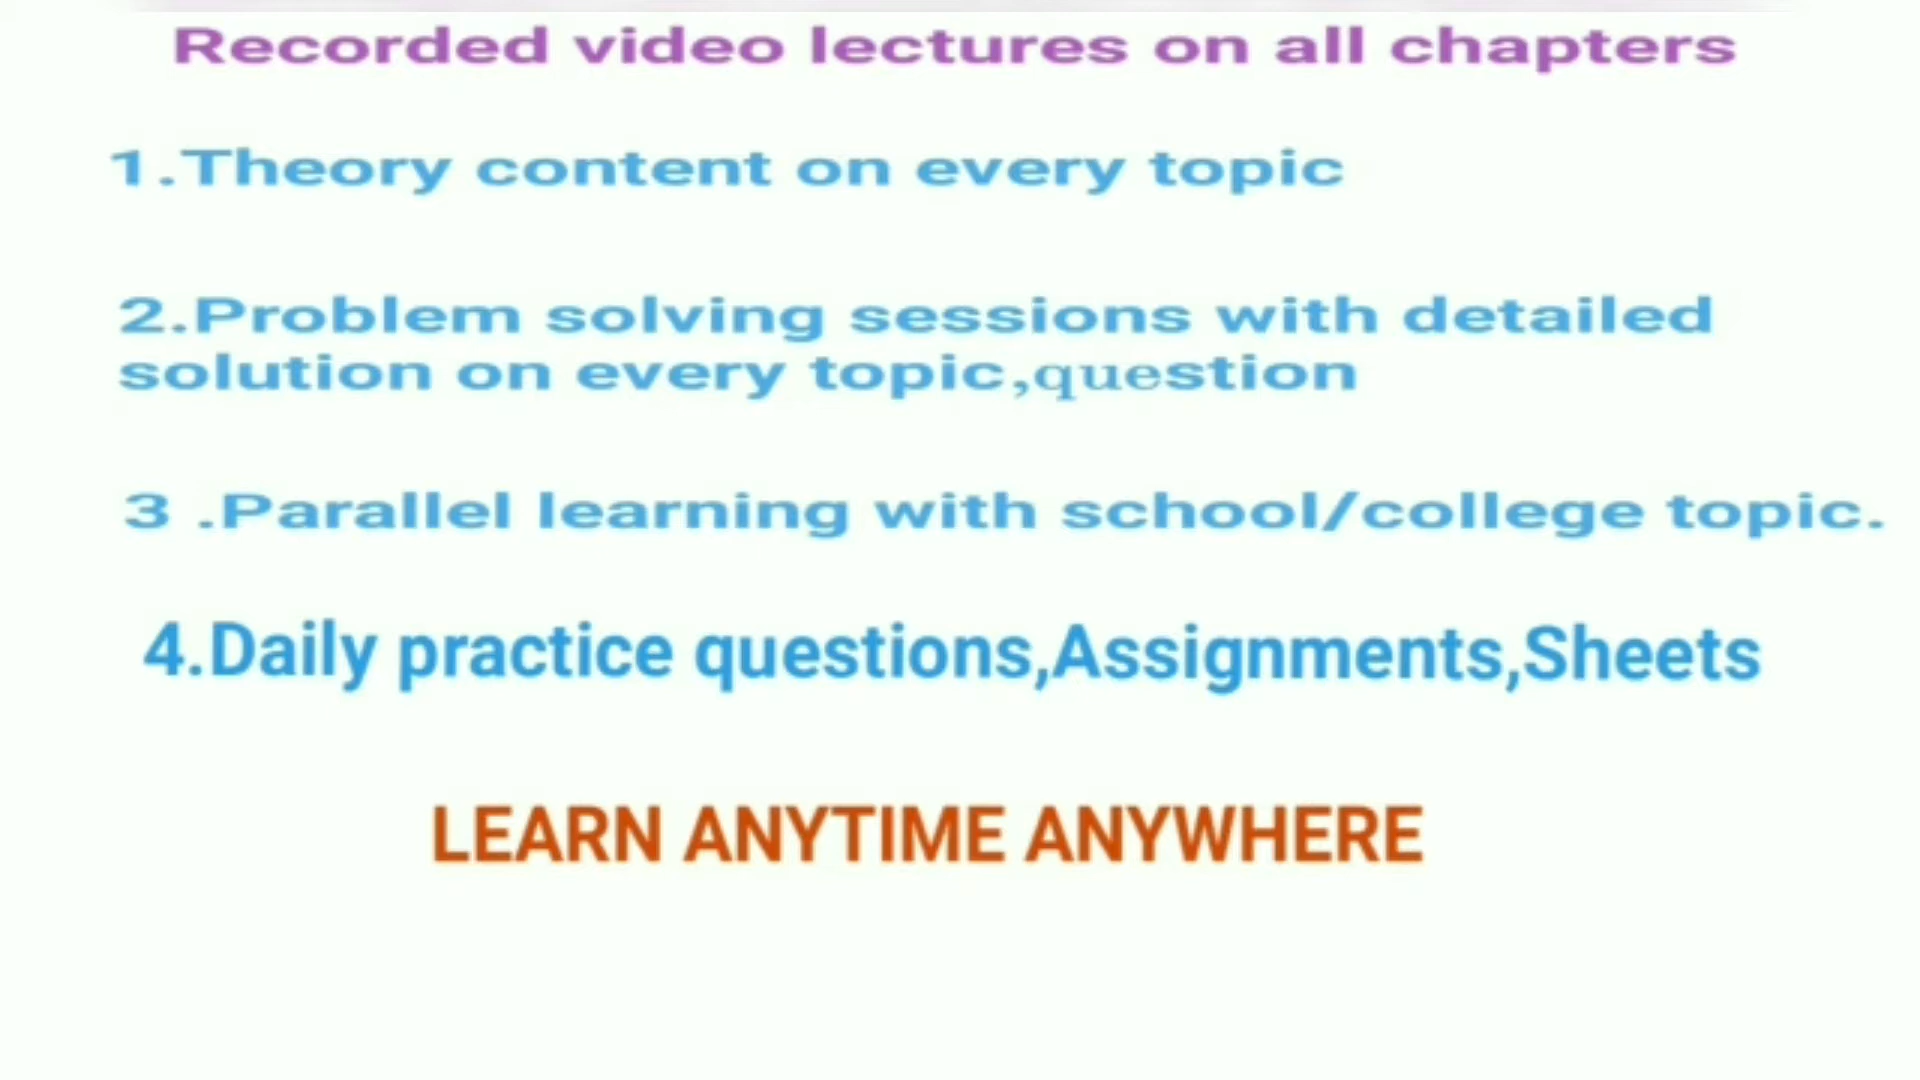 Recorded video lectures on all chapters
1.Theory content on every topic
2.Problem solving sessions with detailed
solution on every topic,question
3 .Parallel learning with school/college topic.
4.Daily practice questions,Assignments,Sheets
LEARN ANYTIME ANYWHERE